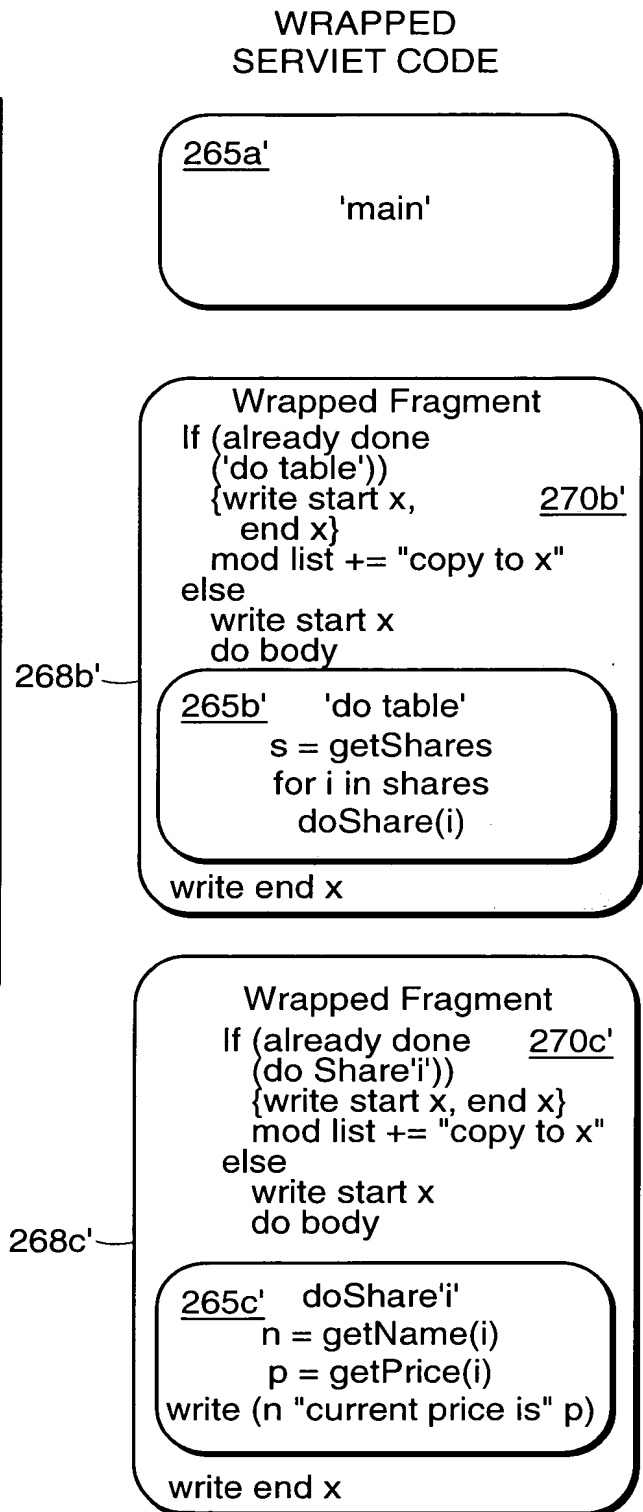 WRAPPED
SERVIET CODE
265a'
'main'
Wrapped Fragment
If (already done
('do table'))
{write start x, 270b'
end x}
mod list += "copy to x"
else
write start x
do body
268b'
265b' 'do table'
s = getShares
for i in shares
doShare(i)
write end x
Wrapped Fragment
If (already done 270c'
(do Share'i'))
{write start x, end x}
mod list += "copy to x"
else
write start x
do body
268c'
265c' doShare'i'
n = getName(i)
p = getPrice(i)
write (n "current price is" p)
write end x